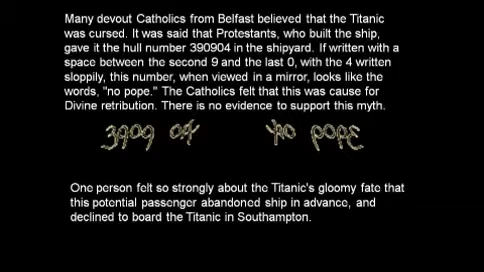 Many devout Catholics from Belfast believed that the Titanic
was cursed. It was said that Protestants, who built the ship,
gave it the hull number 390904 in the shipyard. If written with a
space between the second 9 and the last 0, with the 4 written
sloppily, this number, when viewed in a mirror, looks like the
words, "no pope." The Catholics felt that this was cause for
Divine retribution. There is no evidence to support this myth.
3909 04 NO POPE
One person felt so strongly about the Titanic's gloomy fate that
this potential passenger abandoned ship in advance, and
declined to board the Titanic in Southampton.